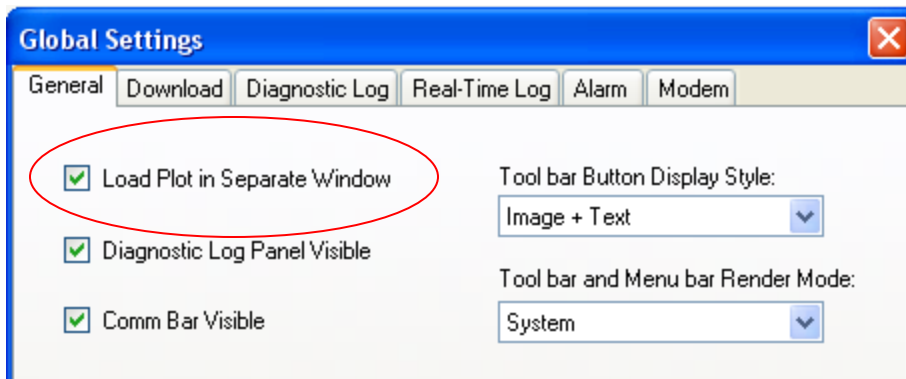 Global Settings
General Download Diagnostic Log Real-Time Log Alarm Modem
Load Plot in Separate Window
Diagnostic Log Panel Visible
Comm Bar Visible
Tool bar Button Display Style:
Image + Text
Tool bar and Menu bar Render Mode:
System